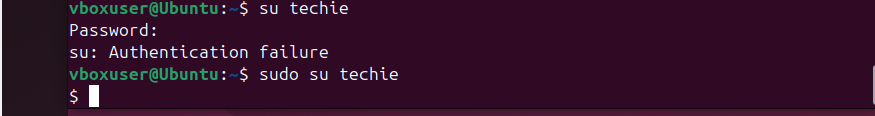 vboxuser@Ubuntu:~$ su techie
Password:
su: Authentication failure
vboxuser@Ubuntu:~$ sudo su techie
$